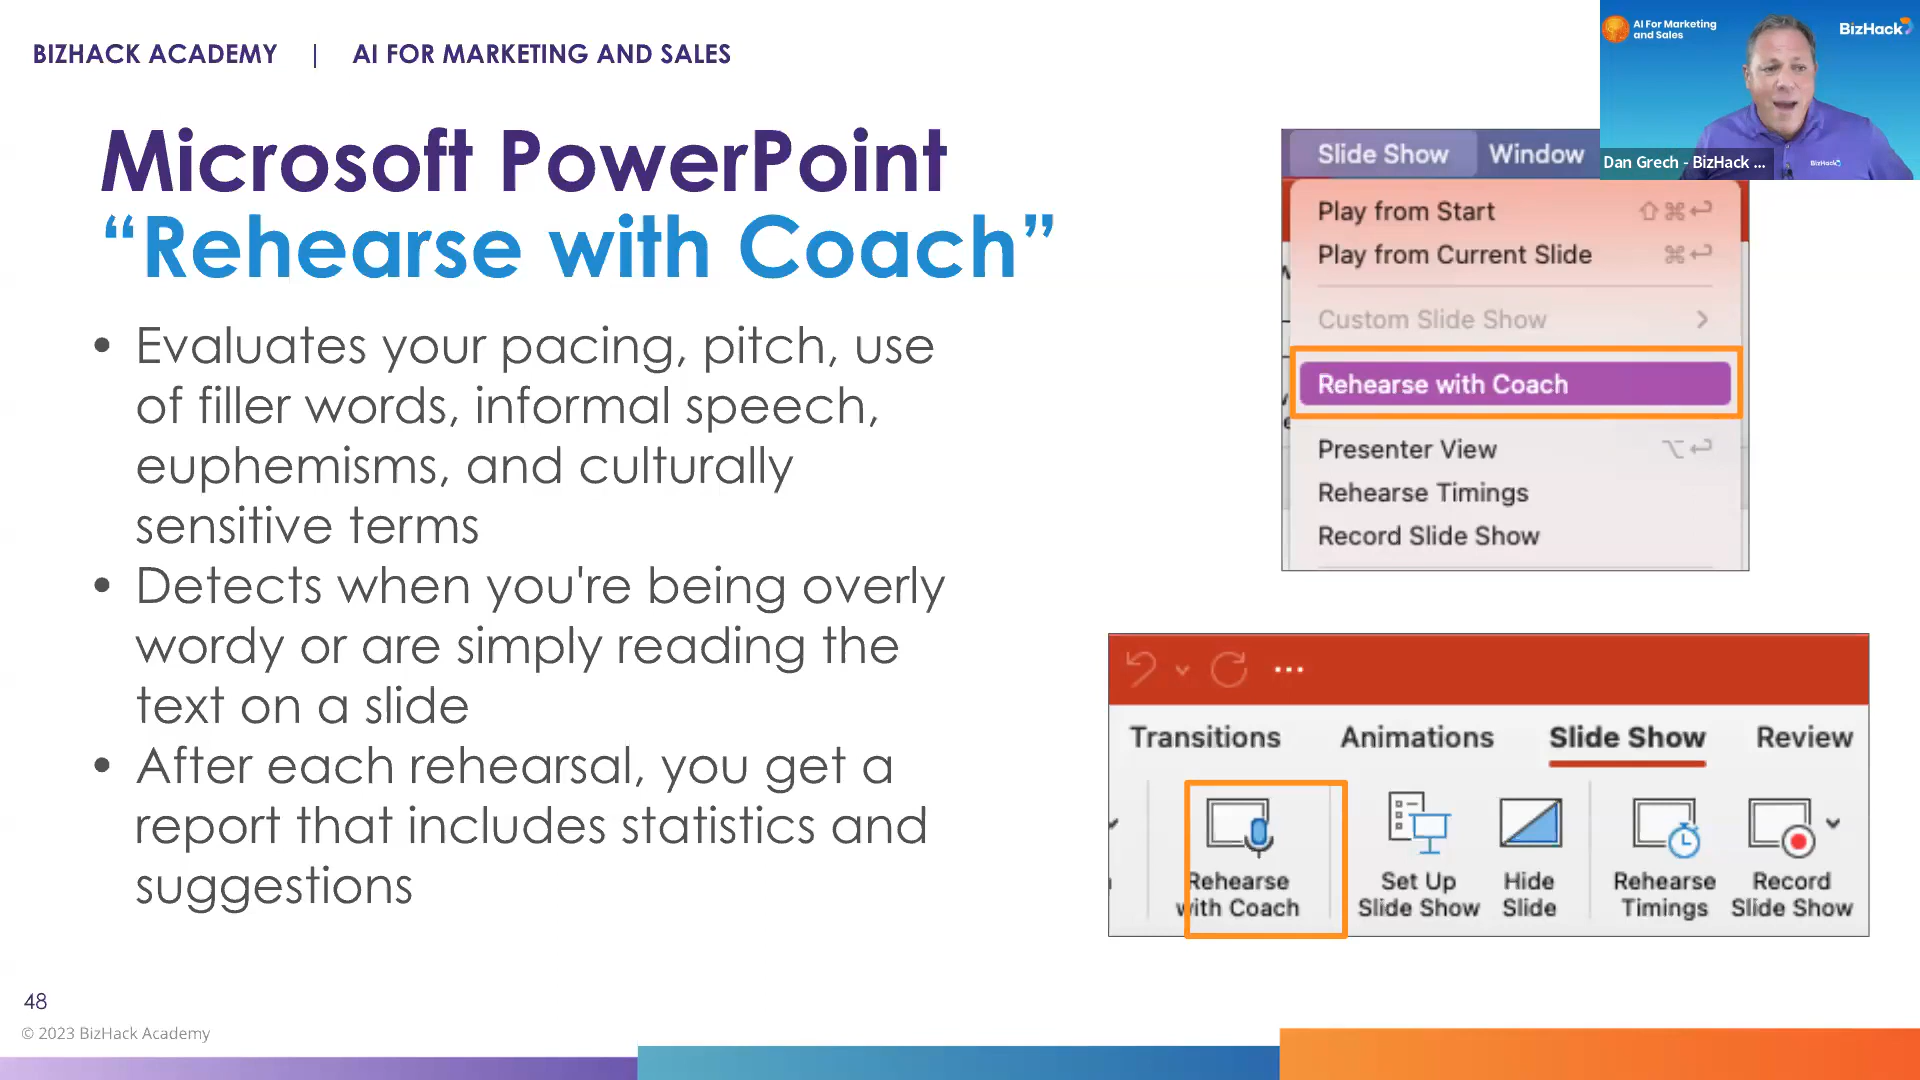 BIZHACK ACADEMY | AI FOR MARKETING AND SALES
AI For Marketing
and Sales
BizHack
Dan Grech - BizHack ...
BizHack
Microsoft PowerPoint
“Rehearse with Coach”
• Evaluates your pacing, pitch, use
of filler words, informal speech,
euphemisms, and culturally
sensitive terms
• Detects when you're being overly
wordy or are simply reading the
text on a slide
• After each rehearsal, you get a
report that includes statistics and
suggestions
Slide Show Window
Play from Start ⇧⌘↩
Play from Current Slide ⌘↩
Custom Slide Show >
Rehearse with Coach
Presenter View ⌥↩
Rehearse Timings
Record Slide Show
...
Transitions Animations Slide Show Review
Rehearse
with Coach
Set Up
Slide Show
Hide
Slide
Rehearse
Timings
Record
Slide Show
48
© 2023 BizHack Academy